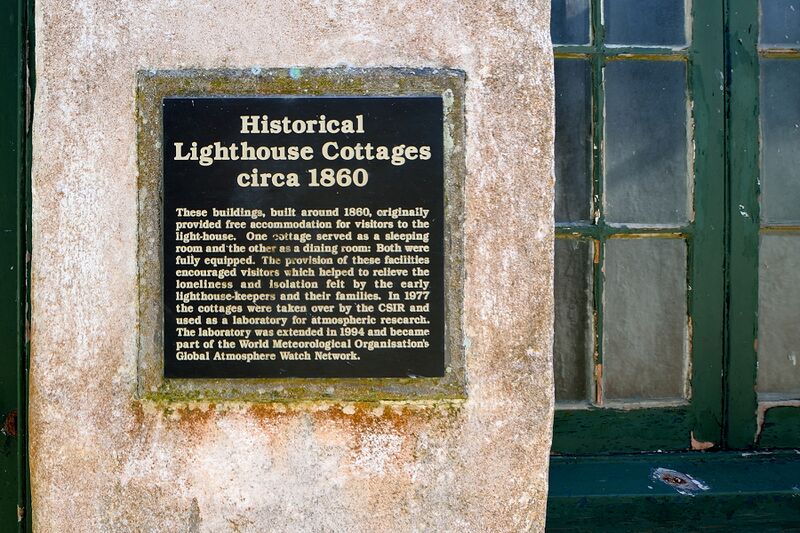 Historical
Lighthouse Cottages
circa 1860
These buildings, built around 1860, originally
provided free accommodation for visitors to the
light-house. One cottage served as a sleeping
room and the other as a dining room: Both were
fully equipped. The provision of these facilities
encouraged visitors which helped to relieve the
loneliness and isolation felt by the early
lighthouse-keepers and their families. In 1977
the cottages were taken over by the CSIR and
used as a laboratory for atmospheric research.
The laboratory was extended in 1994 and became
part of the World Meteorological Organisation's
Global Atmosphere Watch Network.